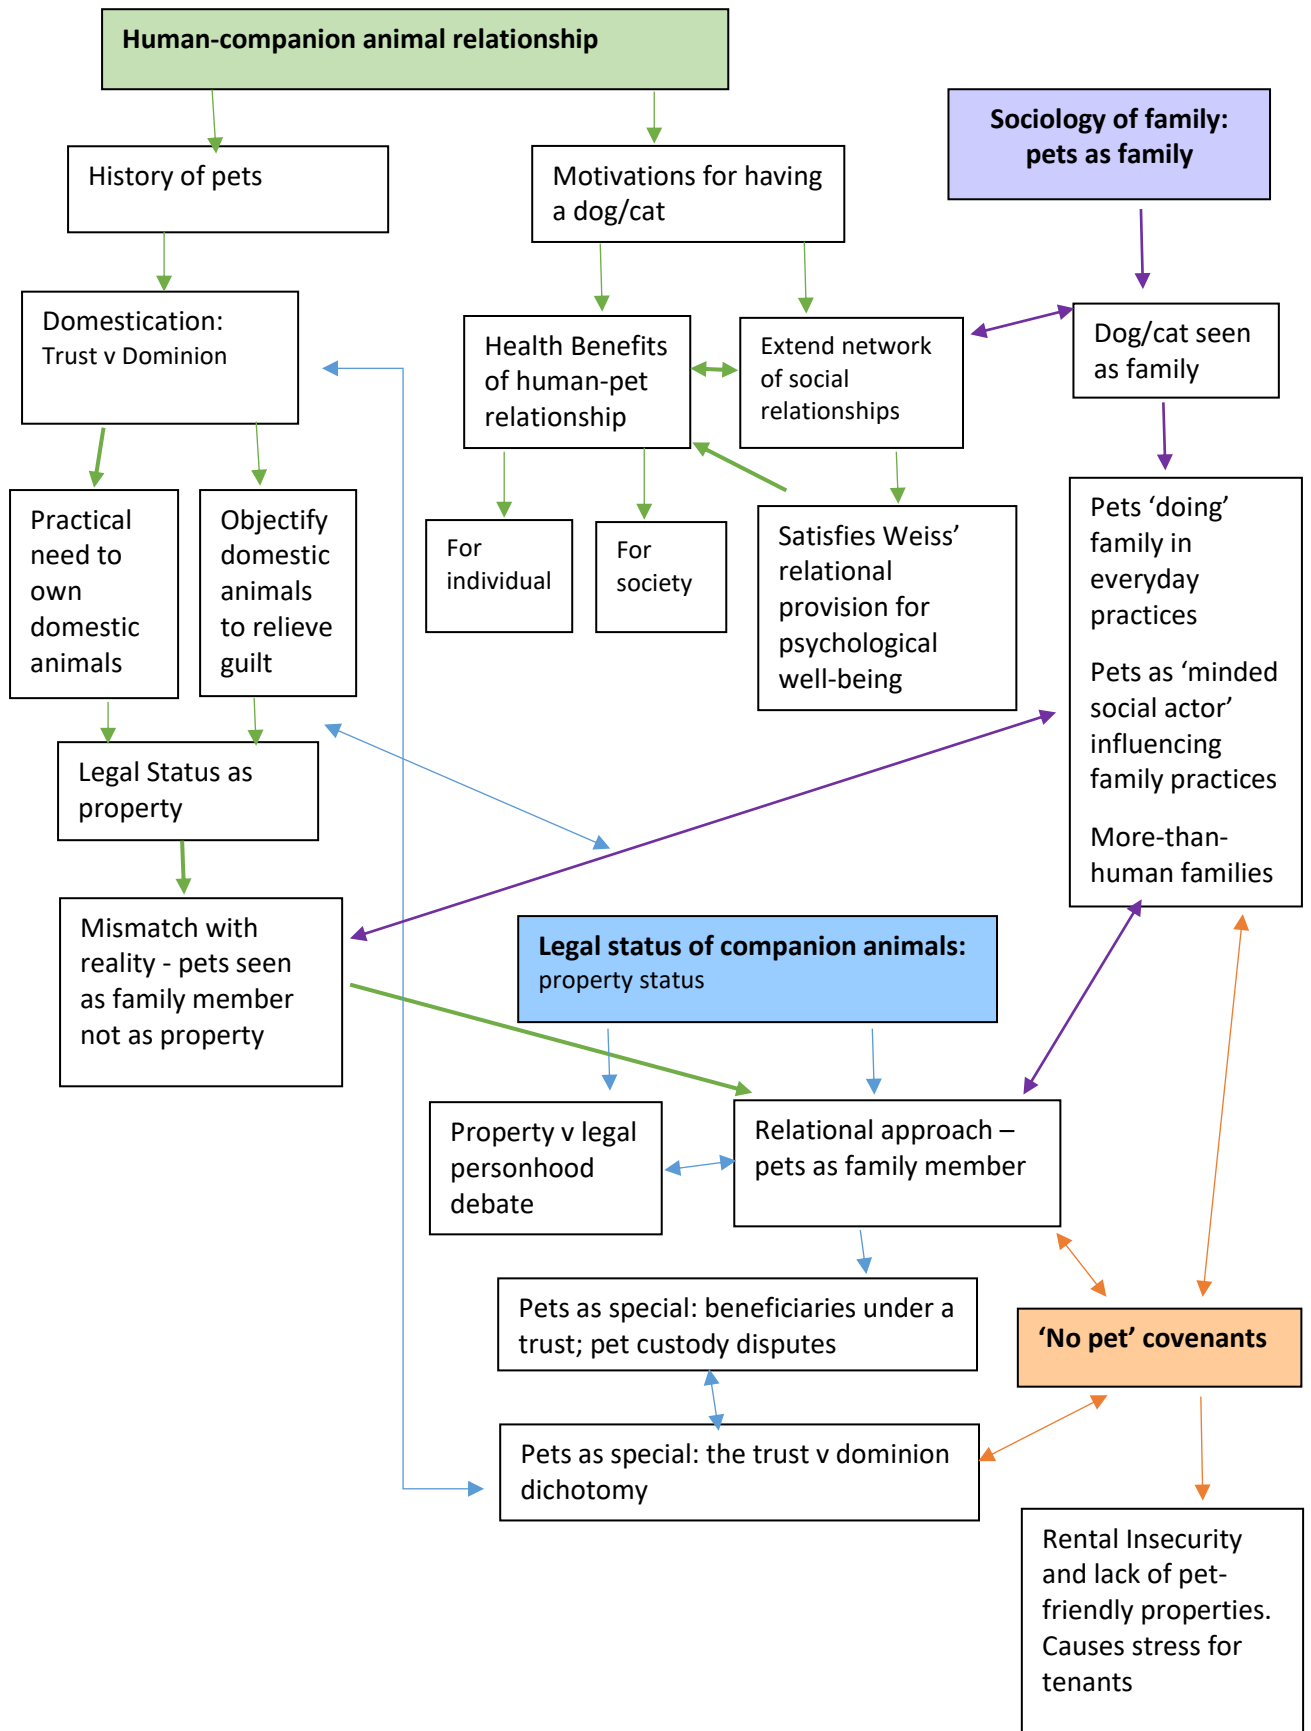 Human-companion animal relationship
Sociology of family:
pets as family
History of pets
Motivations for having
a dog/cat
Domestication:
Trust v Dominion
Health Benefits
of human-pet
relationship
Extend network
of social
relationships
Dog/cat seen
as family
Practical
need to
own
domestic
animals
Objectify
domestic
animals
to relieve
guilt
For
individual
For
society
Satisfies Weiss’
relational
provision for
psychological
well-being
Pets ‘doing’
family in
everyday
practices
Pets as ‘minded
social actor’
influencing
family practices
More-than-
human families
Legal Status as
property
Mismatch with
reality - pets seen
as family member
not as property
Legal status of companion animals:
property status
Property v legal
personhood
debate
Relational approach –
pets as family member
Pets as special: beneficiaries under a
trust; pet custody disputes
‘No pet’ covenants
Pets as special: the trust v dominion
dichotomy
Rental Insecurity
and lack of pet-
friendly properties.
Causes stress for
tenants